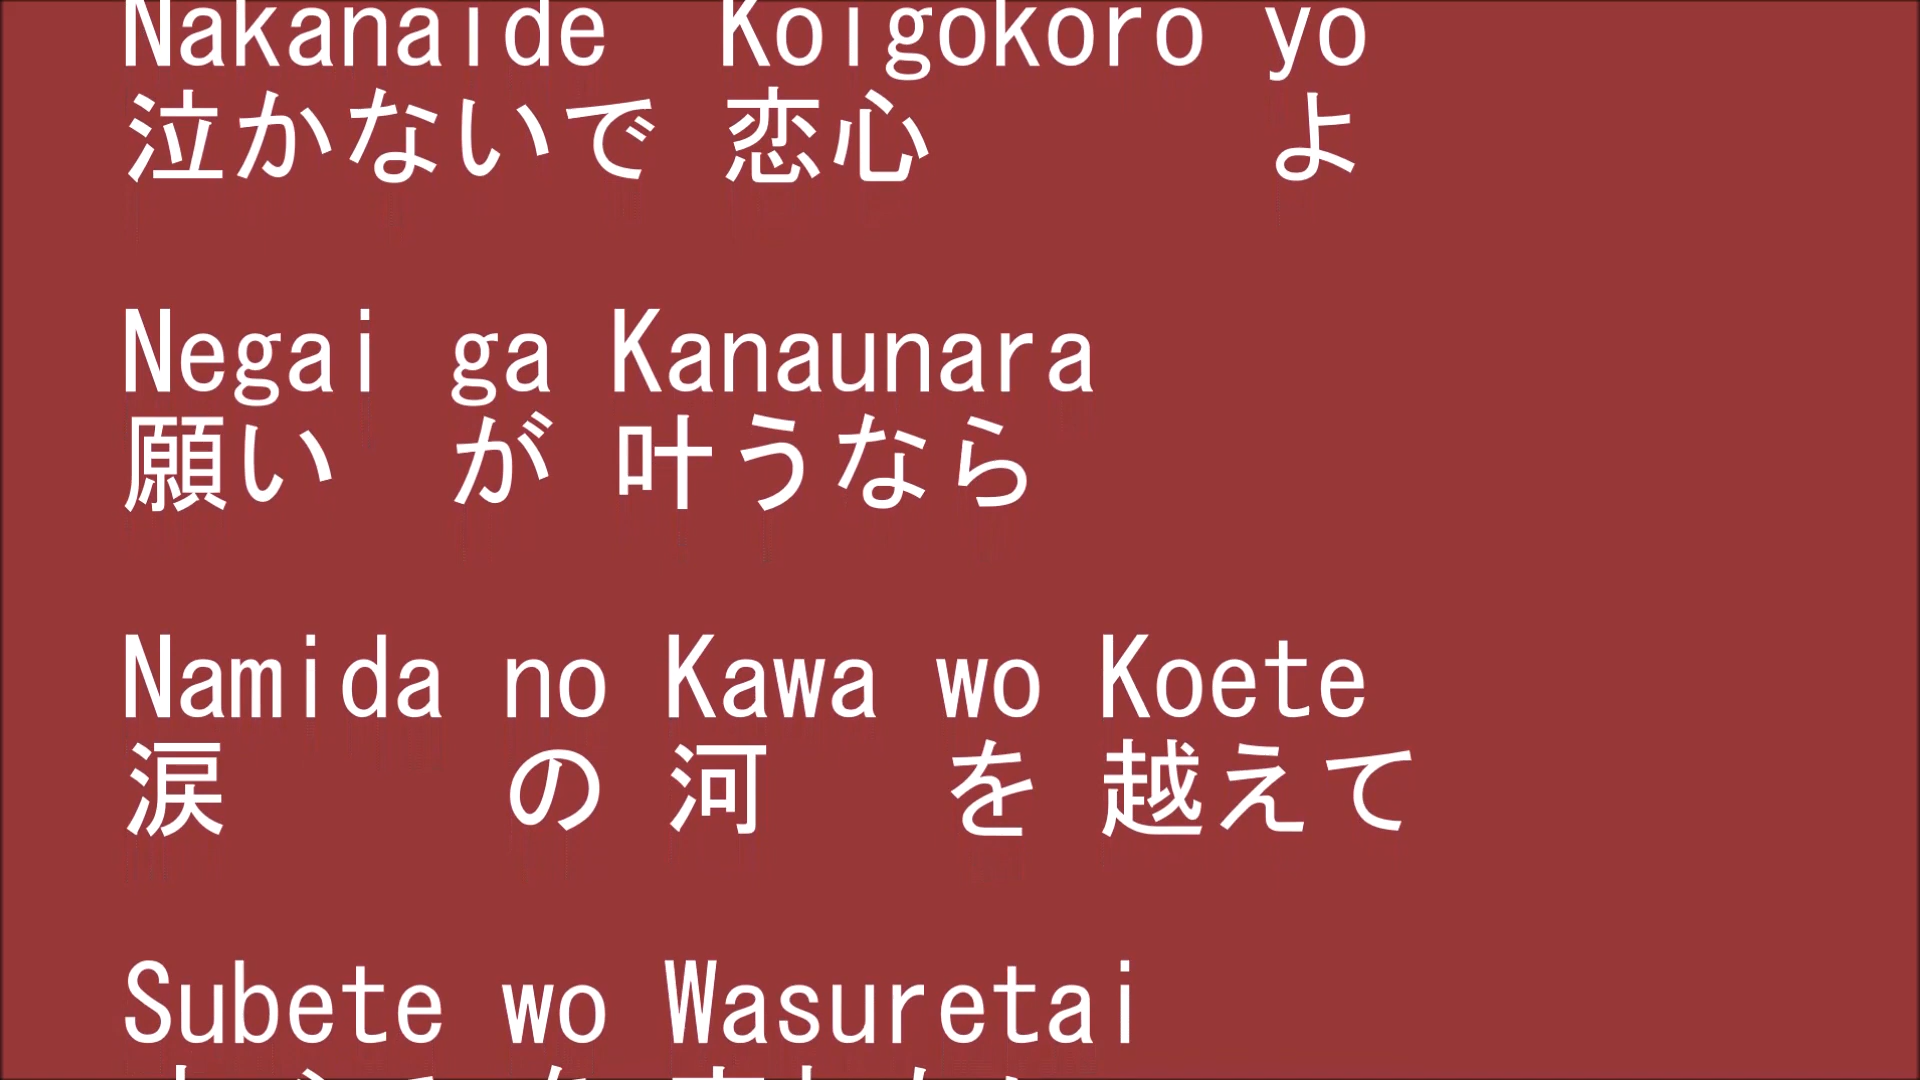 Nakanaide Koigokoro yo
泣かないで 恋心 よ
Negai ga Kanaunara
願い が 叶うなら
Namida no Kawa wo Koete
涙 の 河 を 越えて
Subete wo Wasuretai